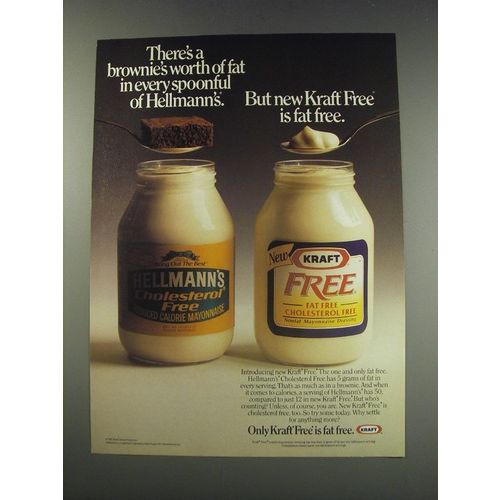 There's a
brownie's worth of fat
in every spoonful
of Hellmann's.
But new Kraft Free
is fat free.
Bring Out The Best
HELLMANN'S
Cholesterol
Free
REDUCED CALORIE MAYONNAISE
New
KRAFT
FREE
FAT FREE
CHOLESTEROL FREE
Nonfat Mayonnaise Dressing
Introducing new Kraft Free. The one and only fat free.
Hellmann's Cholesterol Free has 5 grams of fat in
every serving. That's as much as in a brownie. And when
it comes to calories, a serving of Hellmann's has 50,
compared to just 12 in new Kraft Free. But who's
counting? Unless, of course, you are. New Kraft Free is
cholesterol free, too. So try some today. Why settle
for anything more?
Only Kraft Free is fat free.
KRAFT